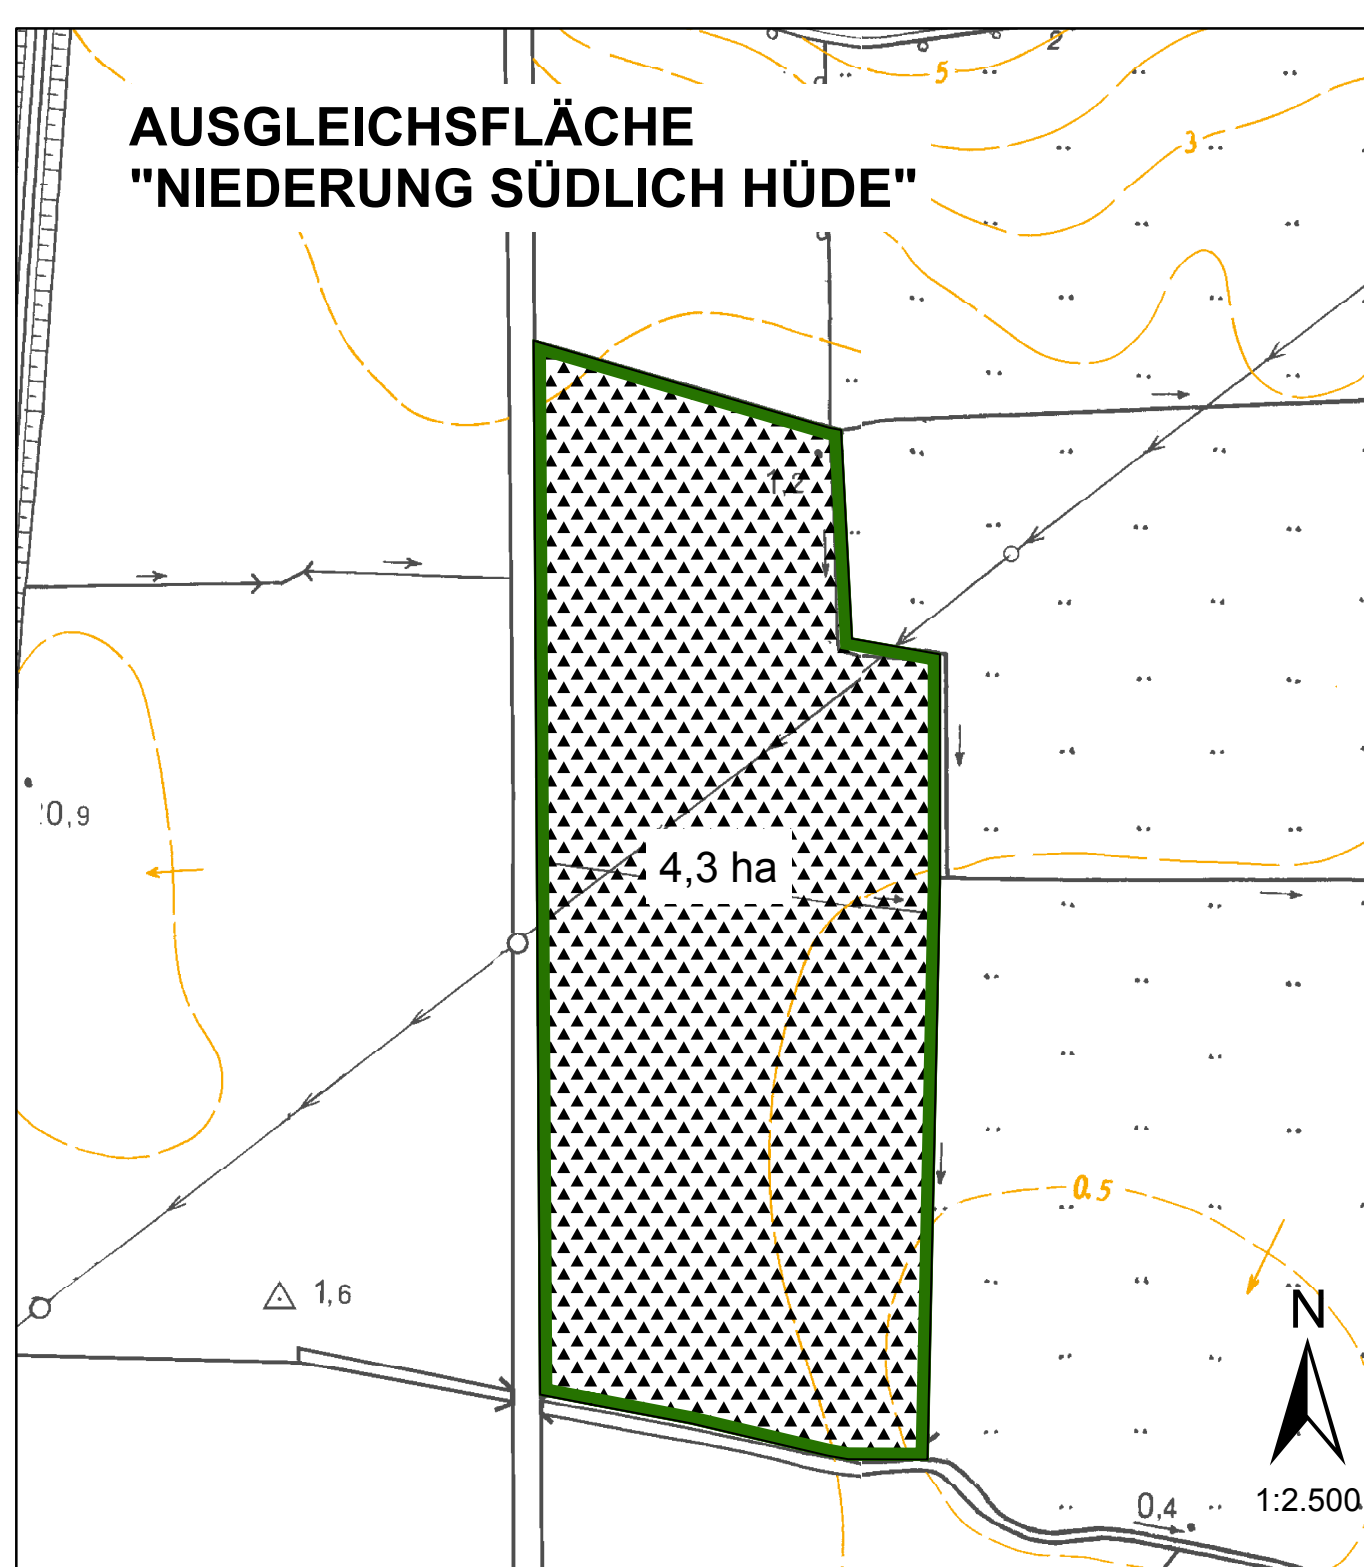 2
5
AUSGLEICHSFLÄCHE
"NIEDERUNG SÜDLICH HÜDE"
3
1,2
0,9
4,3 ha
0.5
1,6
N
1:2.500
0,4